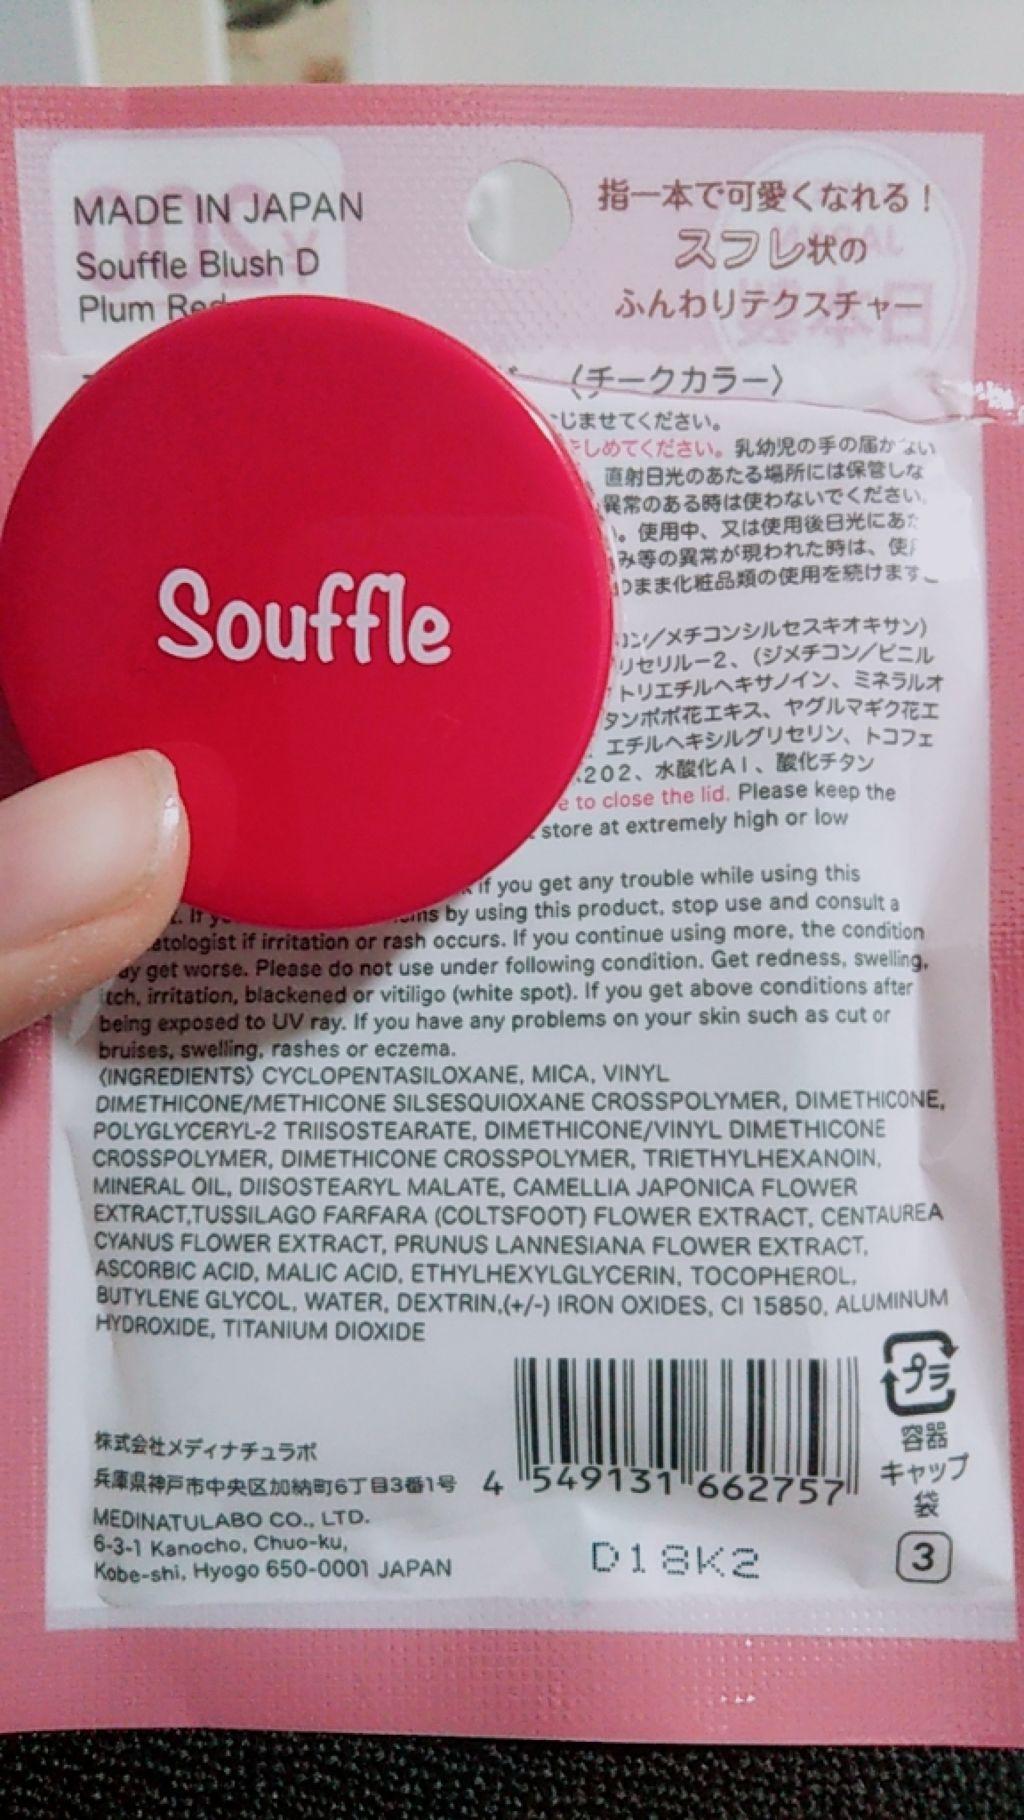 MADE IN JAPAN
Souffle Blush D
Plum Red
指一本で可愛くなれる!
スフレ状の
ふんわりテクスチャー
〈チークカラー〉
じませてください。
をしめてください。乳幼児の手の届かない
直射日光のあたる場所には保管しな
異常のある時は使わないでください。
。使用中、又は使用後日光にあた
み等の異常が現われた時は、使用
のまま化粧品類の使用を続けます
Souffle
コン/メチコンシルセスキオキサン)
リセリル-2、(ジメチコン/ビニル
トリエチルヘキサノイン、ミネラルオ
タンポポ花エキス、ヤグルマギク花エ
エチルヘキシルグリセリン、トコフェ
202、水酸化Al、酸化チタン
e to close the lid. Please keep the
store at extremely high or low
if you get any trouble while using this
by using this product, stop use and consult a
atologist if irritation or rash occurs. If you continue using more, the condition
ay get worse. Please do not use under following condition. Get redness, swelling,
itch, irritation, blackened or vitiligo (white spot). If you get above conditions after
being exposed to UV ray. If you have any problems on your skin such as cut or
bruises, swelling, rashes or eczema.
〈INGREDIENTS〉 CYCLOPENTASILOXANE, MICA, VINYL
DIMETHICONE/METHICONE SILSESQUIOXANE CROSSPOLYMER, DIMETHICONE,
POLYGLYCERYL-2 TRIISOSTEARATE, DIMETHICONE/VINYL DIMETHICONE
CROSSPOLYMER, DIMETHICONE CROSSPOLYMER, TRIETHYLHEXANOIN,
MINERAL OIL, DIISOSTEARYL MALATE, CAMELLIA JAPONICA FLOWER
EXTRACT,TUSSILAGO FARFARA (COLTSFOOT) FLOWER EXTRACT, CENTAUREA
CYANUS FLOWER EXTRACT, PRUNUS LANNESIANA FLOWER EXTRACT,
ASCORBIC ACID, MALIC ACID, ETHYLHEXYLGLYCERIN, TOCOPHEROL,
BUTYLENE GLYCOL, WATER, DEXTRIN,(+/-) IRON OXIDES, CI 15850, ALUMINUM
HYDROXIDE, TITANIUM DIOXIDE
株式会社メディナチュラボ
兵庫県神戸市中央区加納町6丁目3番1号
MEDINATULABO CO., LTD.
6-3-1 Kanocho, Chuo-ku,
Kobe-shi, Hyogo 650-0001 JAPAN
4 549131 662757
D18K2
プラ
容器
キャップ
袋
3